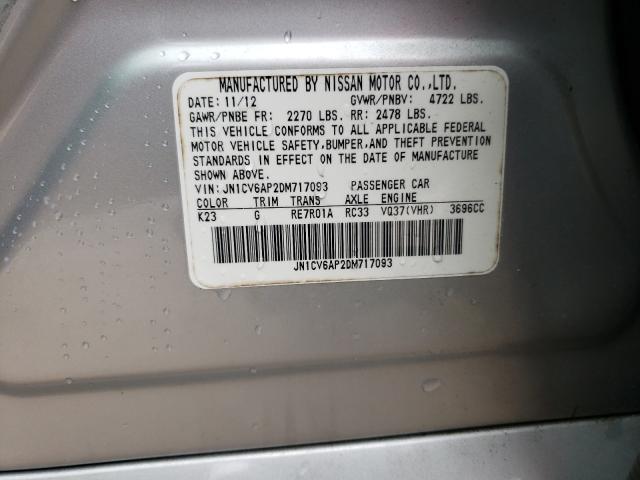 MANUFACTURED BY NISSAN MOTOR CO.,LTD.
DATE: 11/12 GVWR/PNBV: 4722 LBS.
GAWR/PNBE FR: 2270 LBS. RR: 2478 LBS.
THIS VEHICLE CONFORMS TO ALL APPLICABLE FEDERAL
MOTOR VEHICLE SAFETY,BUMPER,AND THEFT PREVENTION
STANDARDS IN EFFECT ON THE DATE OF MANUFACTURE
SHOWN ABOVE.
VIN: JN1CV6AP2DM717093 PASSENGER CAR
COLOR TRIM TRANS AXLE ENGINE
K23 G RE7R01A RC33 VQ37(VHR) 3696CC
JN1CV6AP2DM717093